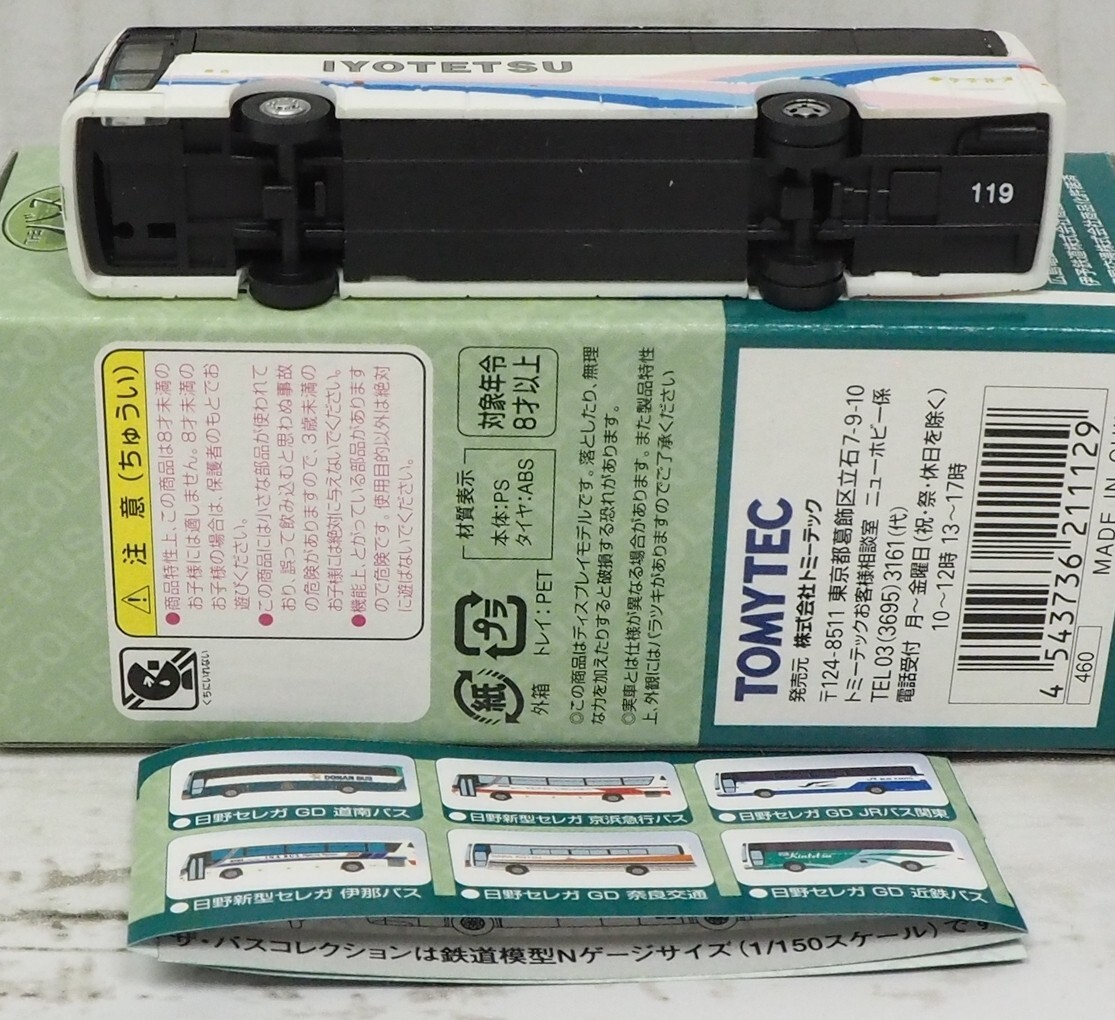 IYOTETSU
119
⚠ 注 意 (ちゅうい)
●商品特性上、この商品は8才未満の
お子様には適しません。8才未満の
お子様の場合は、保護者のもとでお
遊びください。
●この商品には小さな部品が使われて
おり、誤って飲み込むと思わぬ事故
の危険がありますので、3歳未満の
お子様には絶対に与えないでください。
●機能上、とがっている部品があります
ので危険です。使用目的以外は絶対
に遊ばないでください。
くちにいれない
対象年令
8才以上
材質表示
本体:PS
タイヤ:ABS
紙
外箱
プラ
トレイ:PET
◎この商品はディスプレイモデルです。落としたり、無理
な力を加えたりすると破損する恐れがあります。
◎実車とは仕様が異なる場合があります。また製品特性
上、外観にはバラツキがありますのでご了承ください
TOMYTEC
発売元 株式会社トミーテック
〒124-8511 東京都葛飾区立石7-9-10
トミーテックお客様相談室 ニューホビー係
TEL 03(3695)3161(代)
電話受付 月～金曜日(祝・祭・休日を除く)
10～12時 13～17時
4 543736 211129
460
MADE IN
DONAN BUS
●日野セレガ GD 道南バス
●日野新型セレガ 京浜急行バス
●日野セレガ GD JRバス関東
●日野新型セレガ 伊那バス
●日野セレガ GD 奈良交通
Kintetsu
●日野セレガ GD 近鉄バス
ザ・バスコレクションは鉄道模型Nゲージサイズ(1/150スケール)です